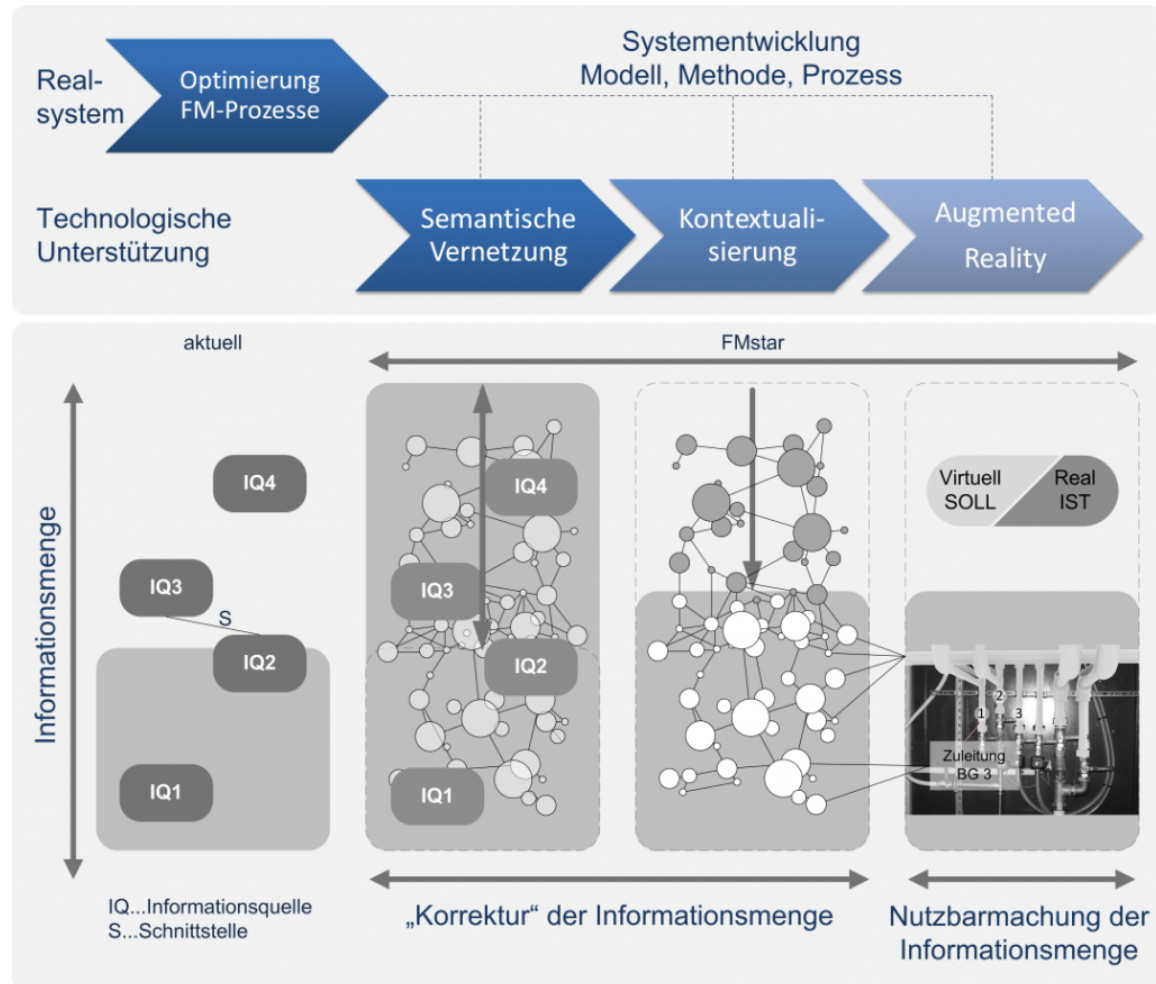 Real-
system
Optimierung
FM-Prozesse
Systementwicklung
Modell, Methode, Prozess
Technologische
Unterstützung
Semantische
Vernetzung
Kontextuali-
sierung
Augmented
Reality
aktuell
FMstar
Informationsmenge
IQ4
IQ3
S
IQ2
IQ1
IQ4
IQ3
IQ2
IQ1
Virtuell
SOLL
Real
IST
2
1
3
Zuleitung
BG 3
IQ...Informationsquelle
S...Schnittstelle
„Korrektur“ der Informationsmenge
Nutzbarmachung der
Informationsmenge